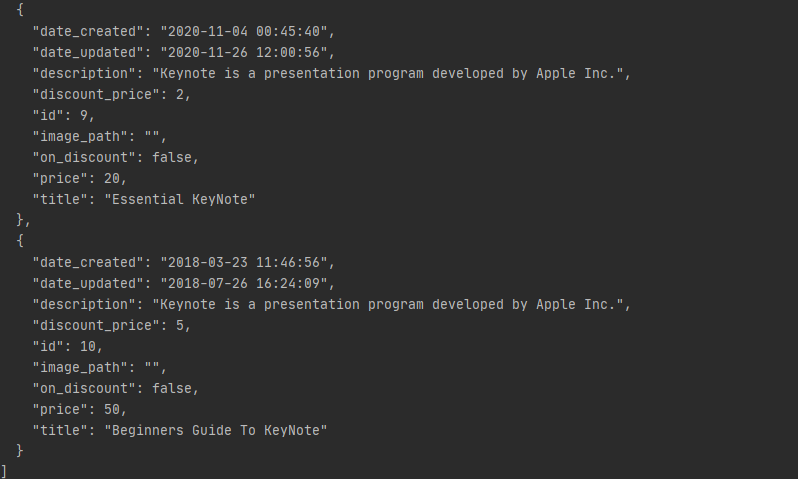 {
"date_created": "2020-11-04 00:45:40",
"date_updated": "2020-11-26 12:00:56",
"description": "Keynote is a presentation program developed by Apple Inc.",
"discount_price": 2,
"id": 9,
"image_path": "",
"on_discount": false,
"price": 20,
"title": "Essential KeyNote"
},
{
"date_created": "2018-03-23 11:46:56",
"date_updated": "2018-07-26 16:24:09",
"description": "Keynote is a presentation program developed by Apple Inc.",
"discount_price": 5,
"id": 10,
"image_path": "",
"on_discount": false,
"price": 50,
"title": "Beginners Guide To KeyNote"
}
]